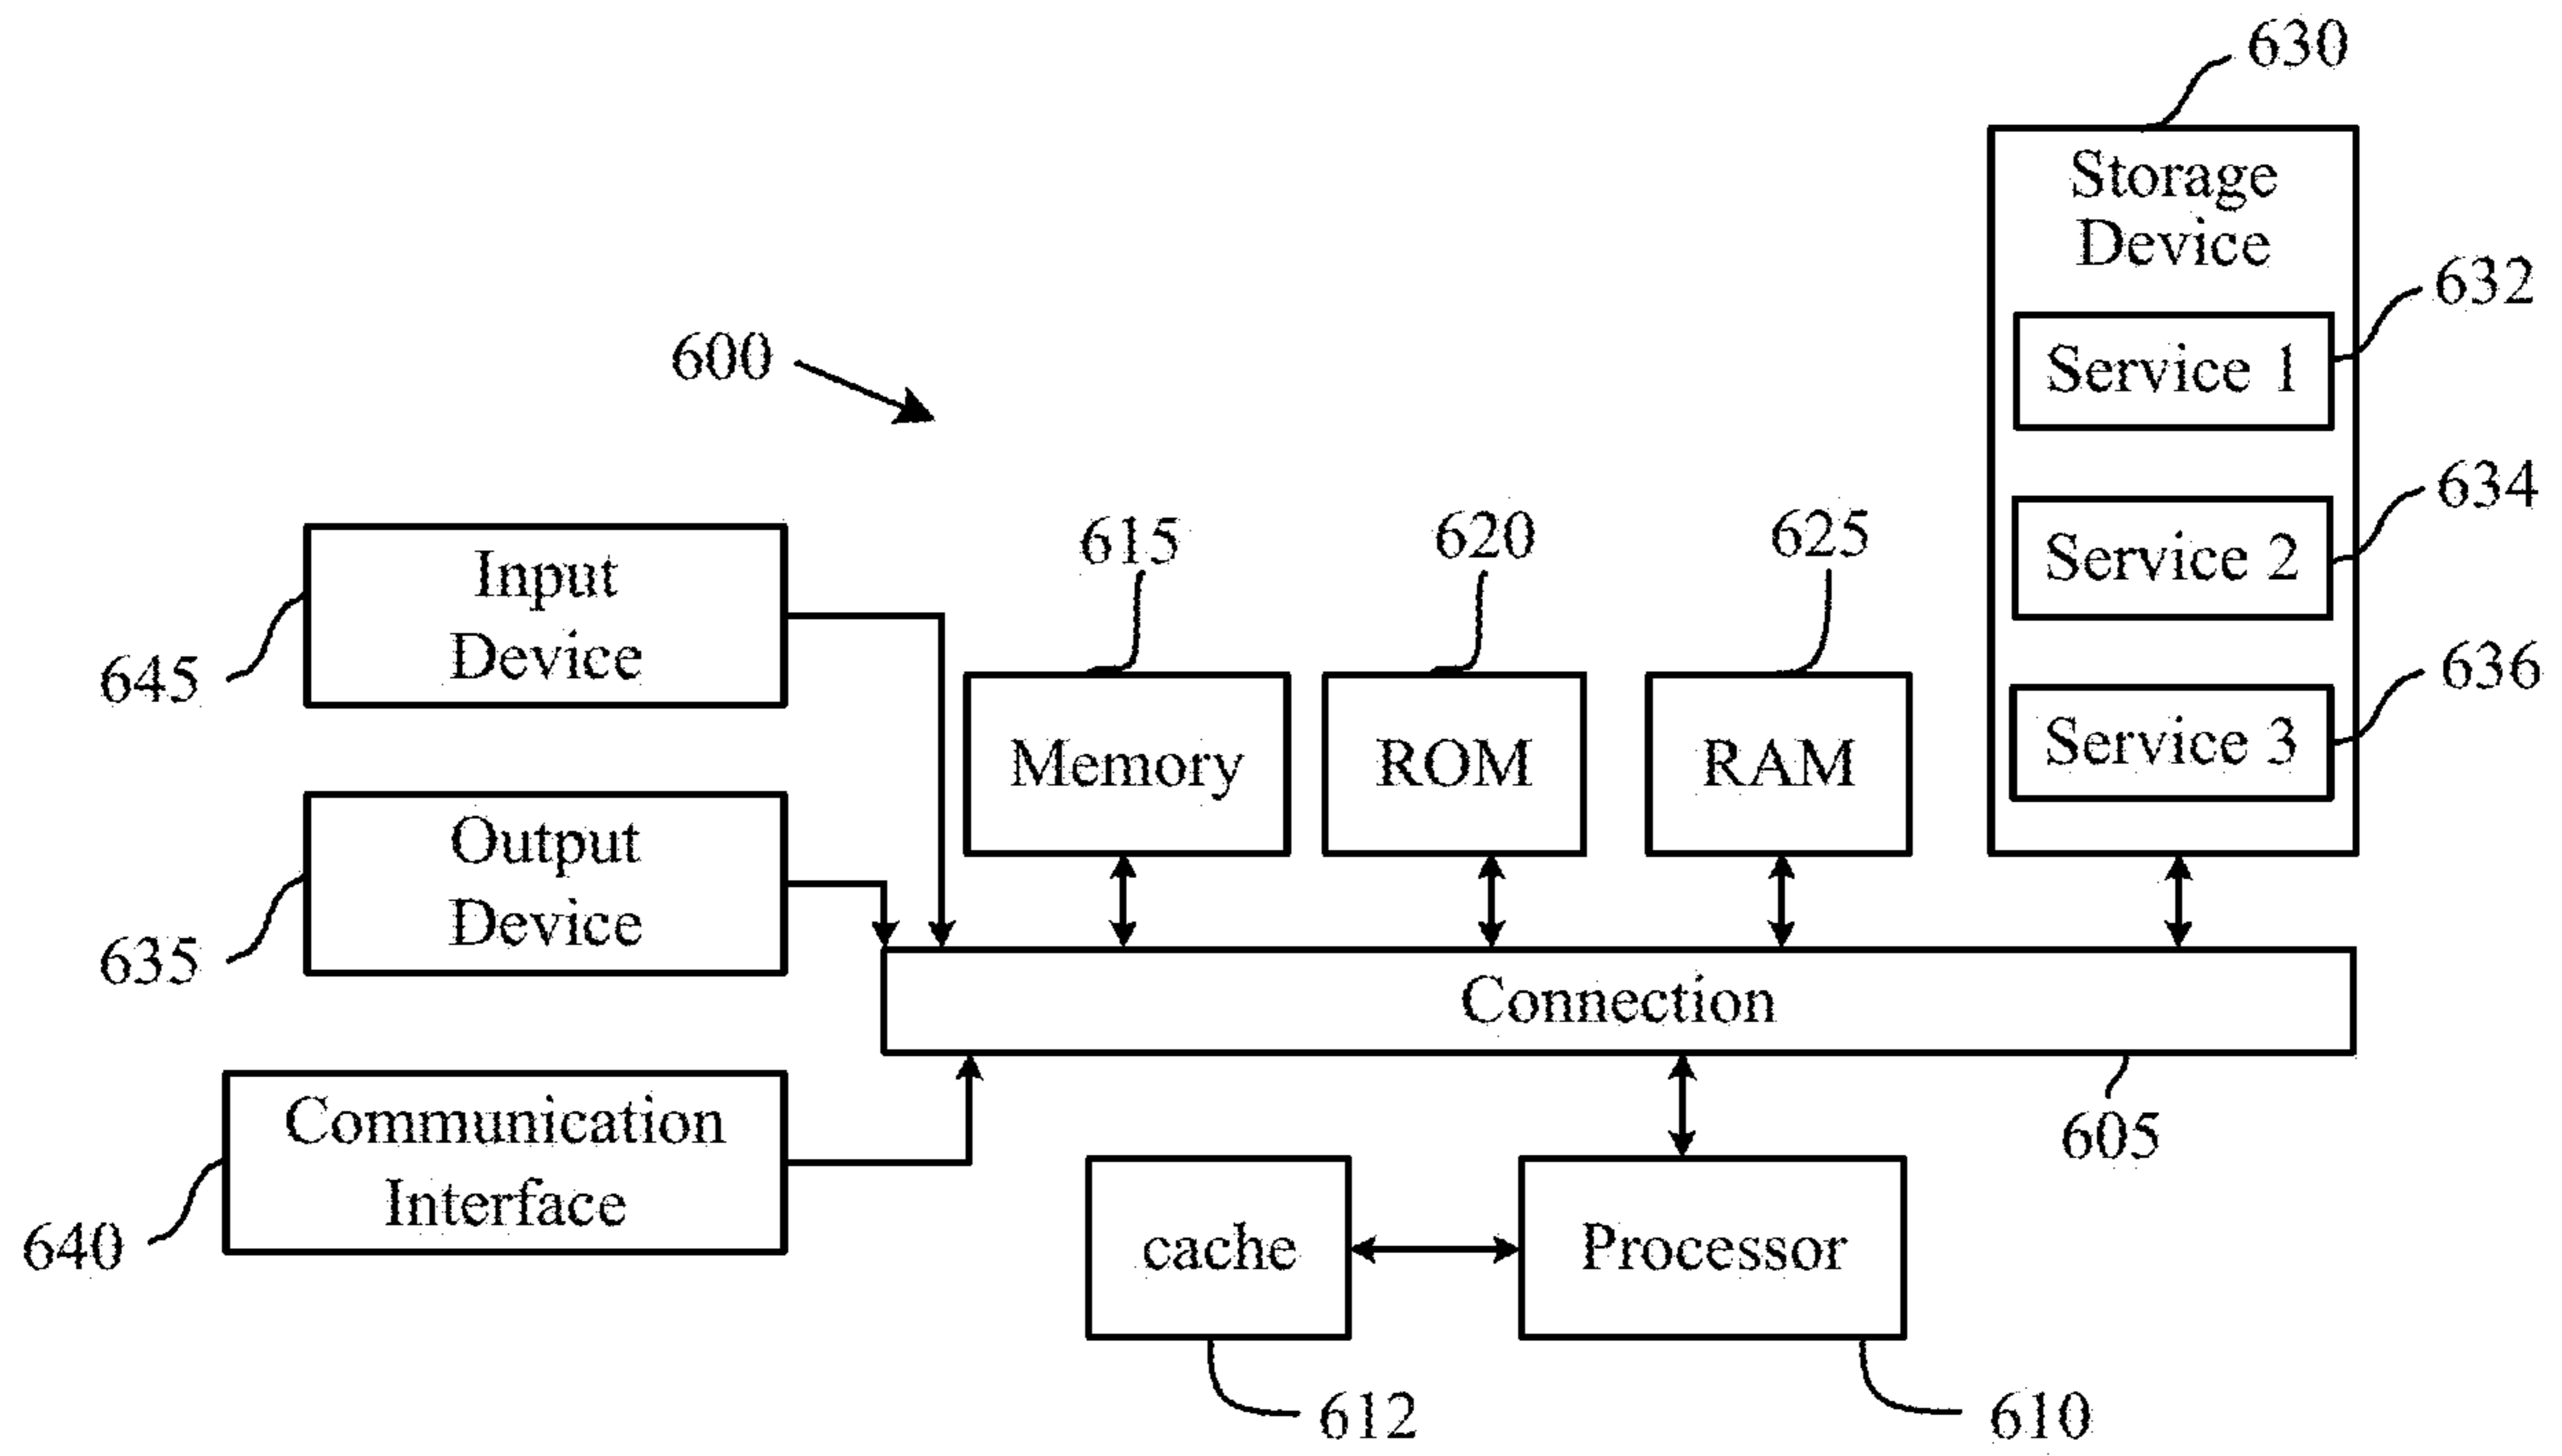 630
Storage
Device
632
Service 1
600
634
Service 2
615
620
625
Input
Device
645
636
Service 3
Memory
ROM
RAM
Output
Device
635
Connection
Communication
Interface
640
605
cache
Processor
612
610